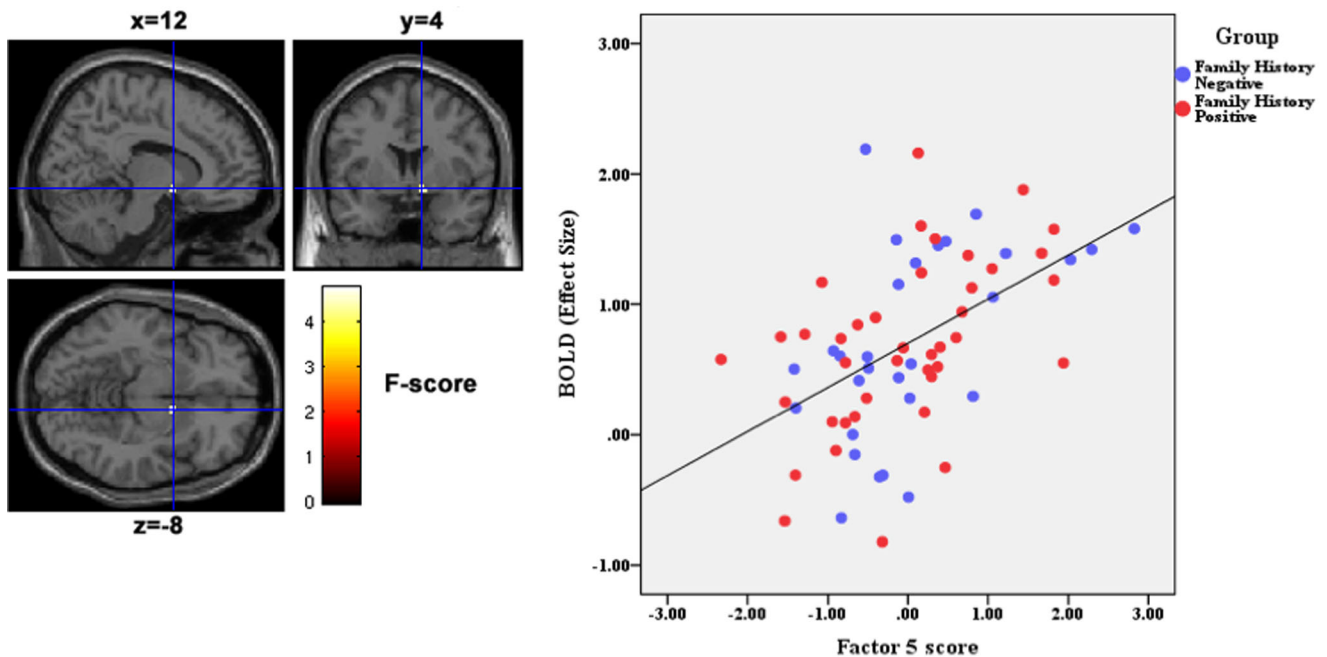 x=12
y=4
z=-8
4
3
2
1
0
F-score
3.00
2.00
1.00
.00
-1.00
BOLD (Effect Size)
-3.00 -2.00 -1.00 .00 1.00 2.00 3.00
Factor 5 score
Group
Family History
Negative
Family History
Positive